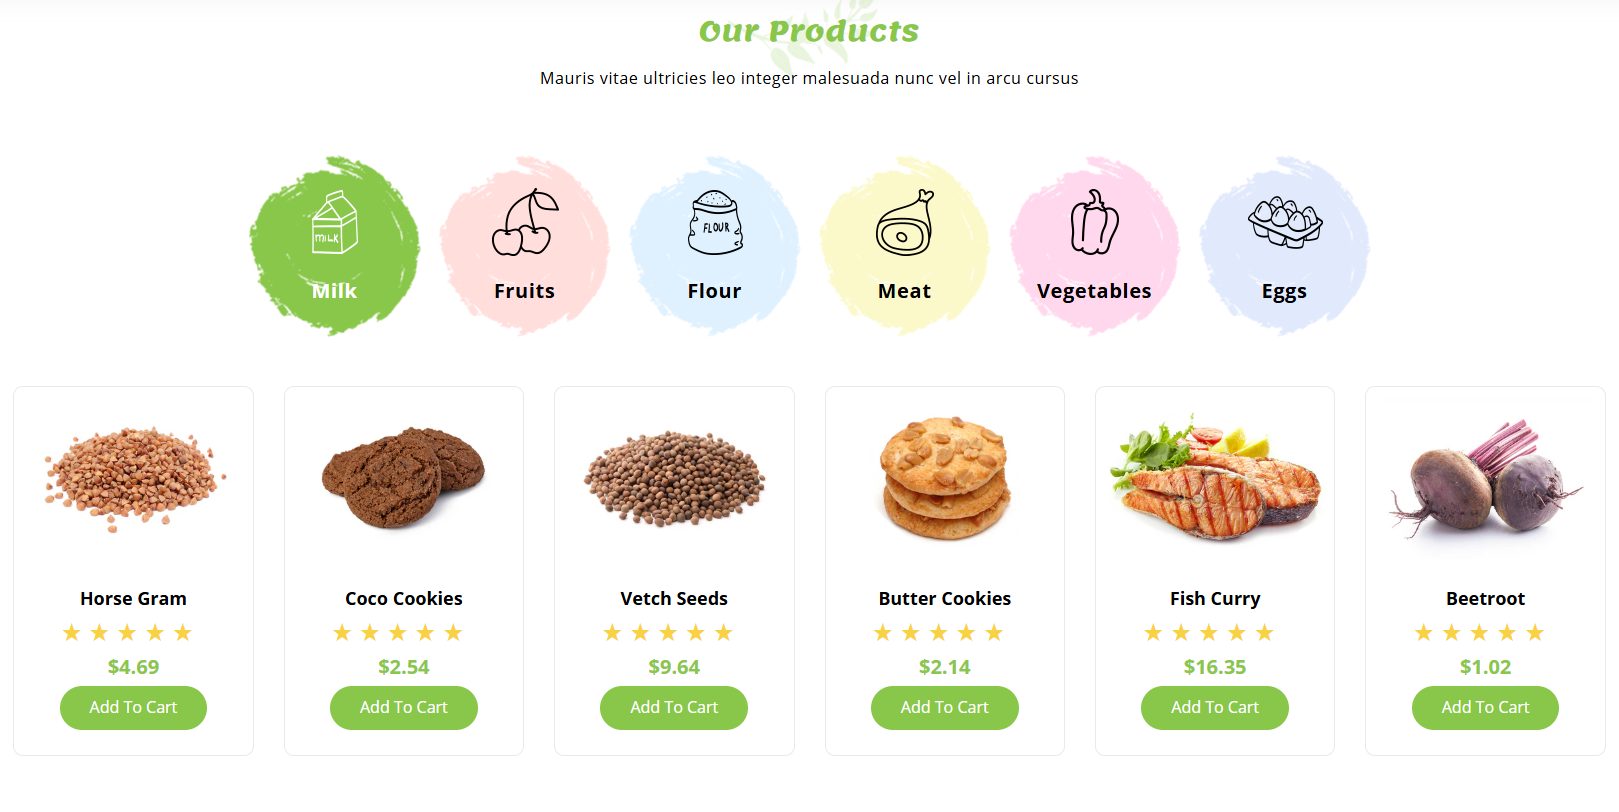 Our Products
Mauris vitae ultricies leo integer malesuada nunc vel in arcu cursus
MILK
FLOUR
Milk Fruits Flour Meat Vegetables Eggs
Horse Gram Coco Cookies Vetch Seeds Butter Cookies Fish Curry Beetroot
$4.69 $2.54 $9.64 $2.14 $16.35 $1.02
Add To Cart Add To Cart Add To Cart Add To Cart Add To Cart Add To Cart